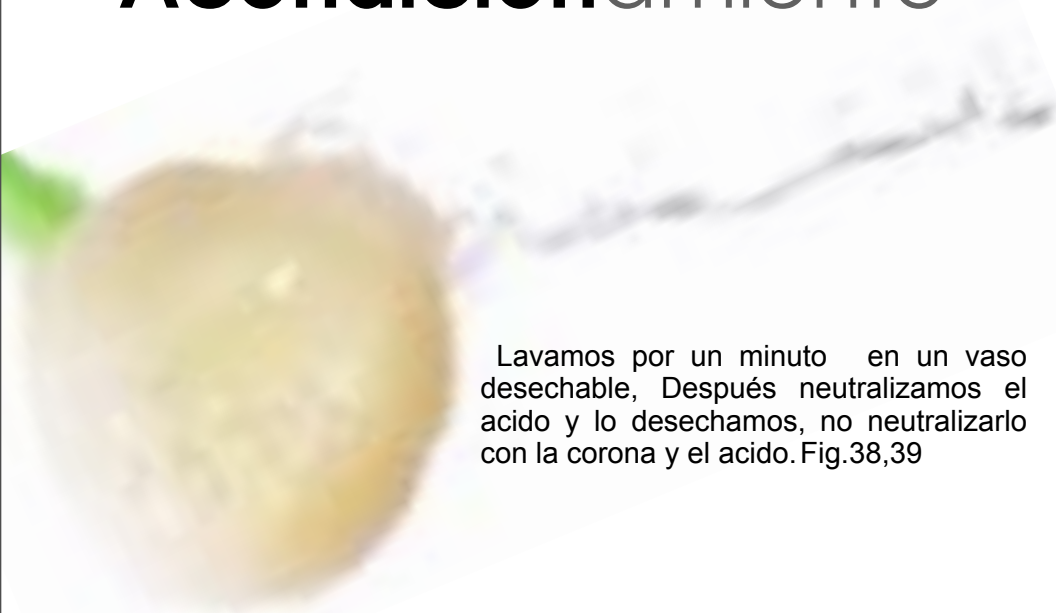 Acondicionamiento
Lavamos por un minuto en un vaso
desechable, Después neutralizamos el
acido y lo desechamos, no neutralizarlo
con la corona y el acido. Fig.38,39